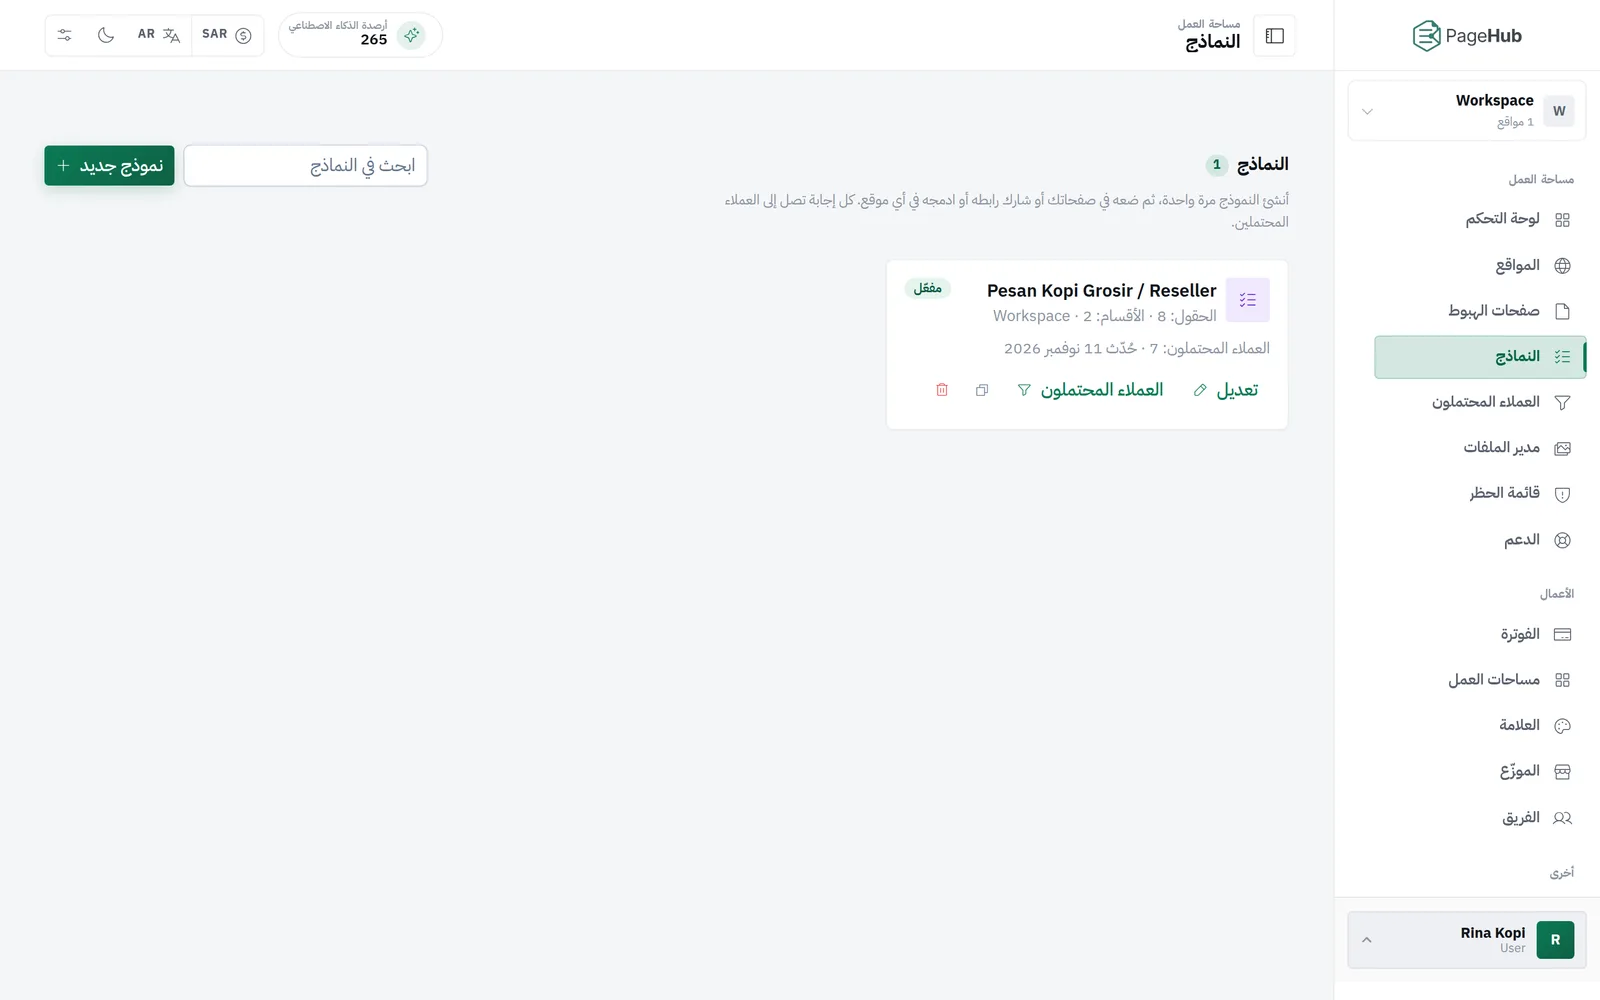 PageHub
W
Workspace
1 مواقع
مساحة العمل
لوحة التحكم
المواقع
صفحات الهبوط
النماذج
العملاء المحتملون
مدير الملفات
قائمة الحظر
الدعم
الأعمال
الفوترة
مساحات العمل
العلامة
الموزّع
الفريق
أخرى
R
Rina Kopi
User
مساحة العمل
النماذج
أرصدة الذكاء الاصطناعي
265
SAR
AR
النماذج 1
أنشئ النموذج مرة واحدة، ثم ضعه في صفحاتك أو شارك رابطه أو ادمجه في أي موقع. كل إجابة تصل إلى العملاء
المحتملين.
ابحث في النماذج
نموذج جديد +
Pesan Kopi Grosir / Reseller
مفعّل
الحقول: 8 · الأقسام: 2 · Workspace
العملاء المحتملون: 7 · حُدّث 11 نوفمبر 2026
تعديل
العملاء المحتملون